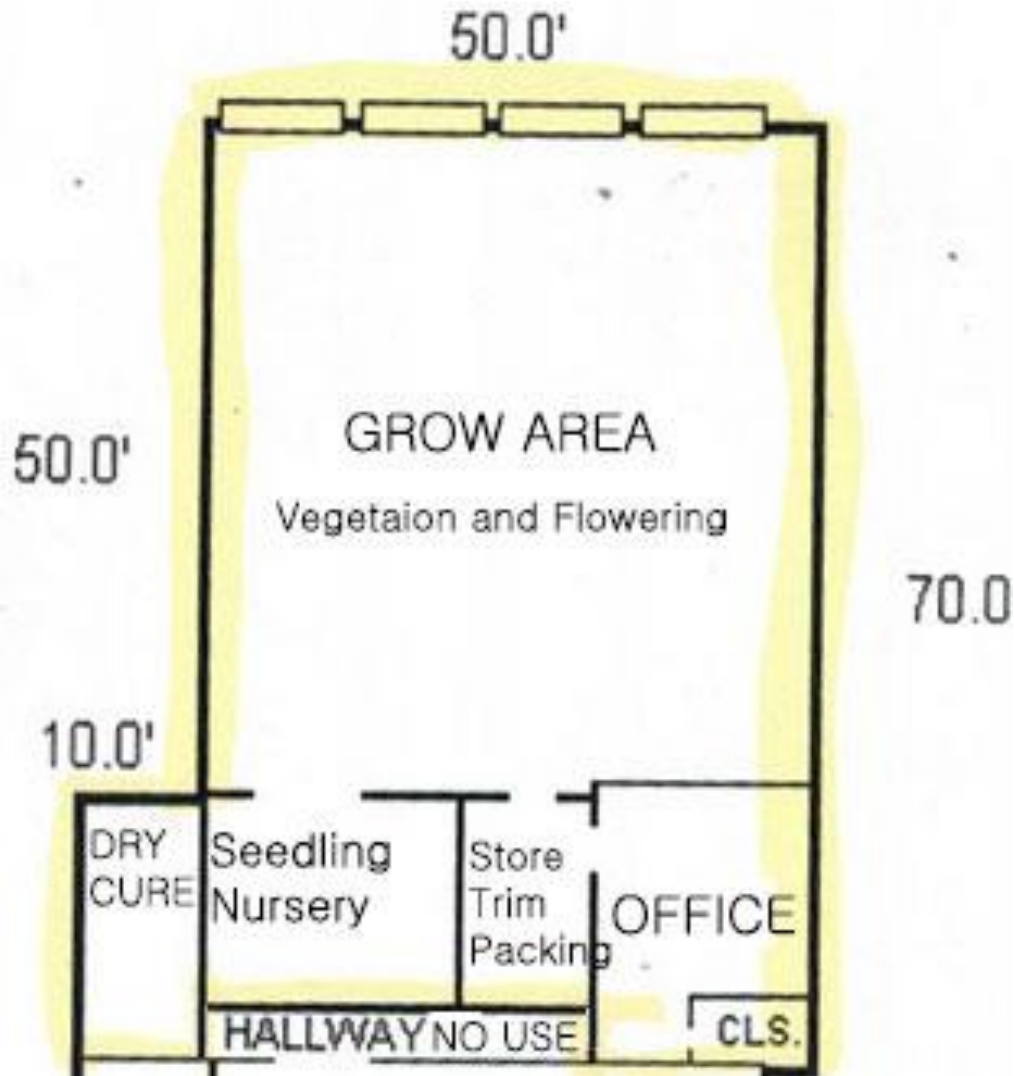 50.0'
GROW AREA
50.0'
Vegetaion and Flowering
70.0
10.0'
DRY
CURE
Seedling
Nursery
Store
Trim
Packing
OFFICE
HALLWAY NO USE
CLS.